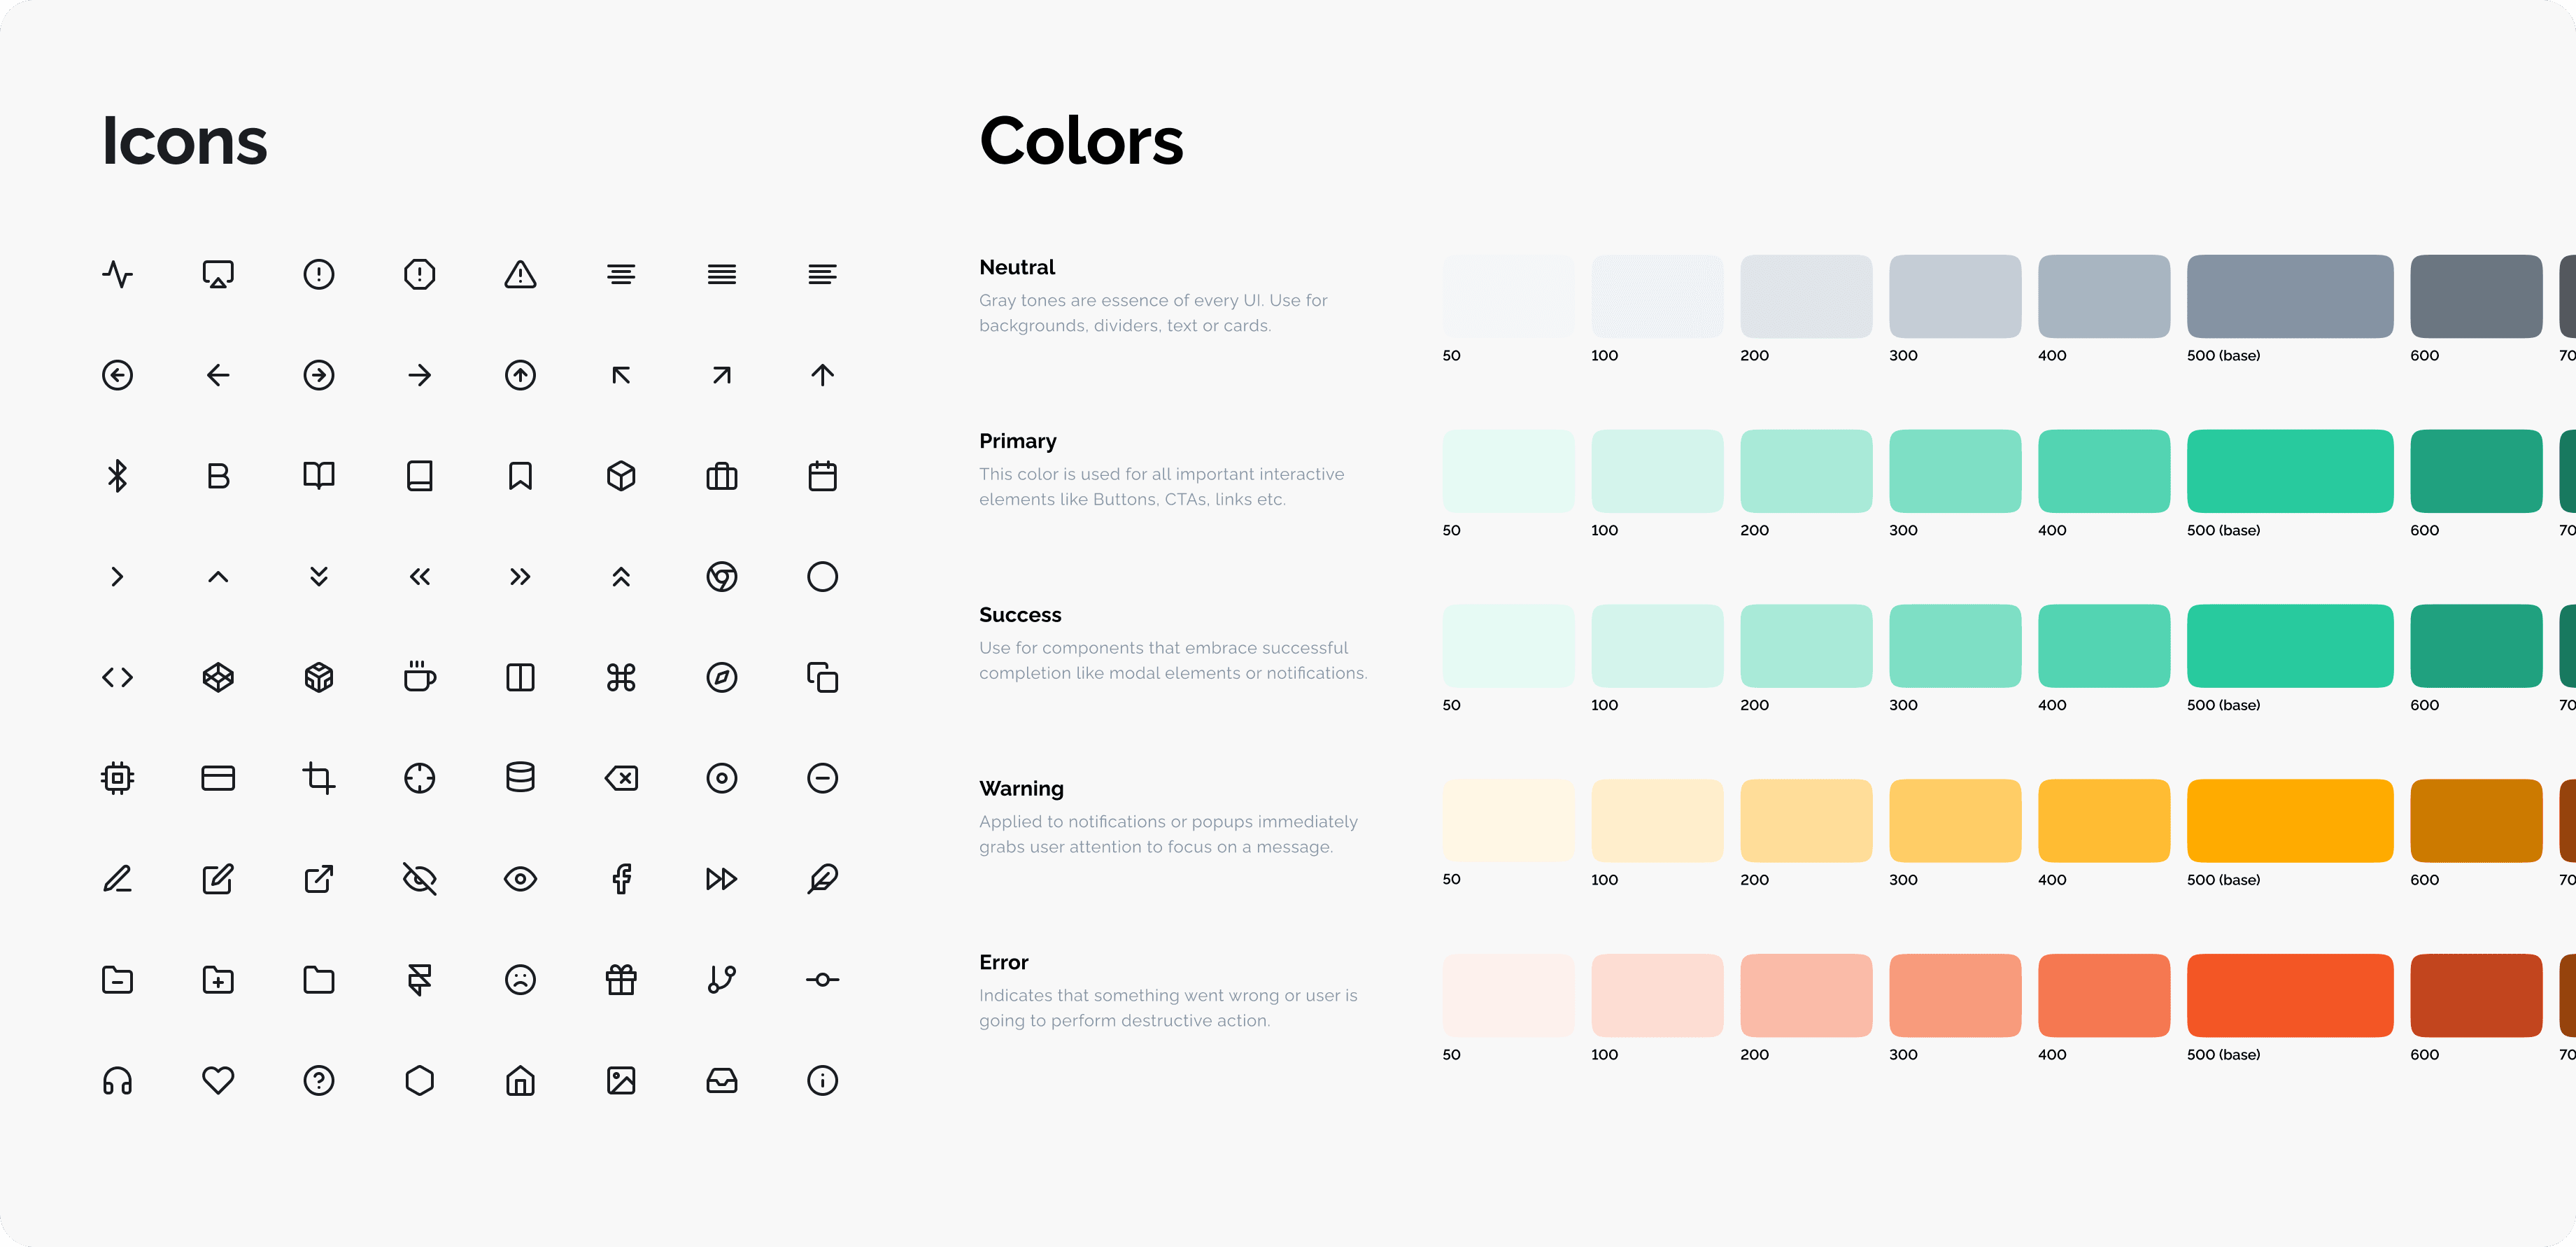 Icons
Colors
Neutral
Gray tones are essence of every UI. Use for
backgrounds, dividers, text or cards.
50 100 200 300 400 500 (base) 600 70
Primary
This color is used for all important interactive
elements like Buttons, CTAs, links etc.
50 100 200 300 400 500 (base) 600 70
Success
Use for components that embrace successful
completion like modal elements or notifications.
50 100 200 300 400 500 (base) 600 70
Warning
Applied to notifications or popups immediately
grabs user attention to focus on a message.
50 100 200 300 400 500 (base) 600 70
Error
Indicates that something went wrong or user is
going to perform destructive action.
50 100 200 300 400 500 (base) 600 70